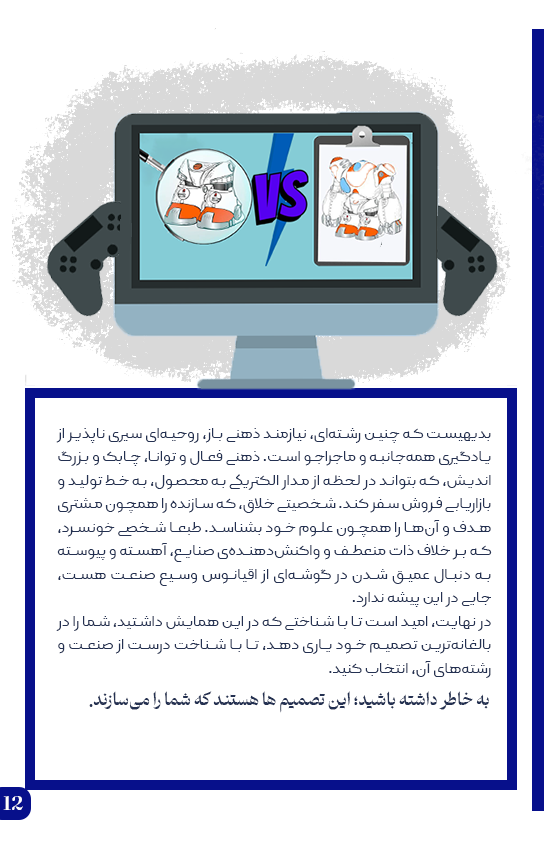 VS
بدیهیست که چنین رشته‌ای، نیازمند ذهنی باز، روحیه‌ای سیری ناپذیر از
یادگیری همه‌جانبه و ماجراجو است. ذهنی فعال و توانا، چابک و بزرگ
اندیش، که بتواند در لحظه از مدار الکتریکی به محصول، به خط تولید و
بازاریابی فروش سفر کند. شخصیتی خلاق، که سازنده را همچون مشتری
هدف و آن‌ها را همچون علوم خود بشناسد. طبعا شخصی خونسرد،
که بر خلاف ذات منعطف و واکنش‌دهنده‌ی صنایع، آهسته و پیوسته
به دنبال عمیق شدن در گوشه‌ای از اقیانوس وسیع صنعت هست،
جایی در این پیشه ندارد.
در نهایت، امید است تا با شناختی که در این همایش داشتید، شما را در
بالغانه‌ترین تصمیم خود یاری دهد، تا با شناخت درست از صنعت و
رشته‌های آن، انتخاب کنید.
به خاطر داشته باشید؛ این تصمیم ها هستند که شما را می‌سازند.
12